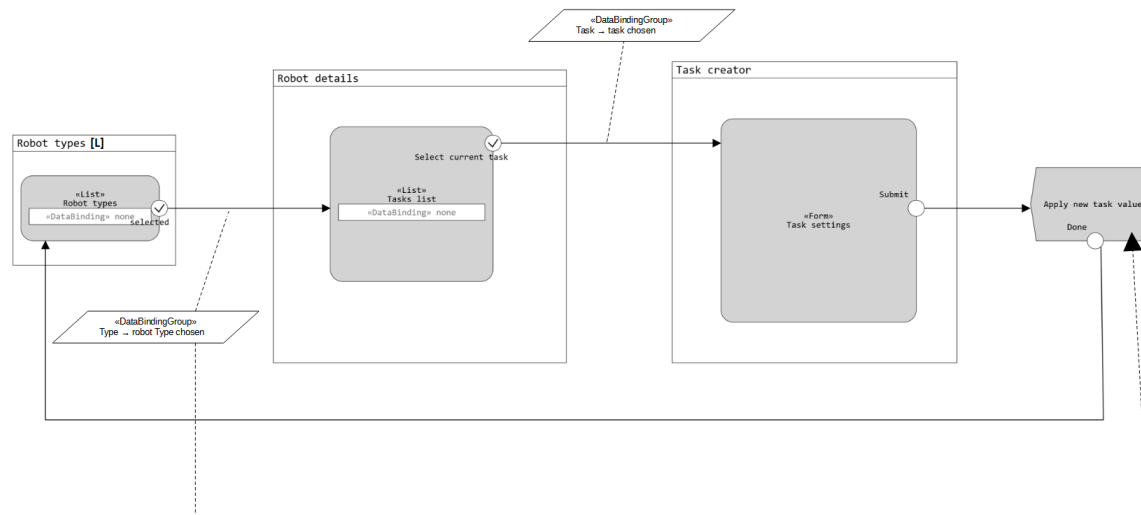 «DataBindingGroup»
Task → task chosen
Robot details
Task creator
Robot types [L]
Select current task
«List»
Robot types
«DataBinding» none
selected
«List»
Tasks list
«DataBinding» none
Submit
«Form»
Task settings
Apply new task value
Done
«DataBindingGroup»
Type → robot Type chosen